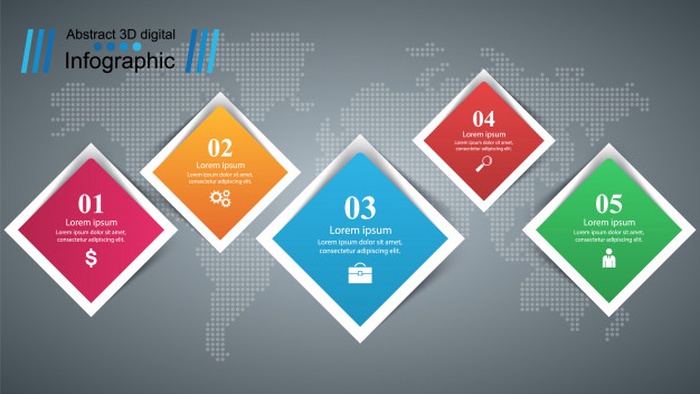 Abstract 3D digital
Infographic
01
Lorem ipsum
Lorem ipsum dolor sit amet,
consectetur adipiscing elit.
02
Lorem ipsum
Lorem ipsum dolor sit amet,
consectetur adipiscing elit.
03
Lorem ipsum
Lorem ipsum dolor sit amet,
consectetur adipiscing elit.
04
Lorem ipsum
Lorem ipsum dolor sit amet,
consectetur adipiscing elit.
05
Lorem ipsum
Lorem ipsum dolor sit amet,
consectetur adipiscing elit.